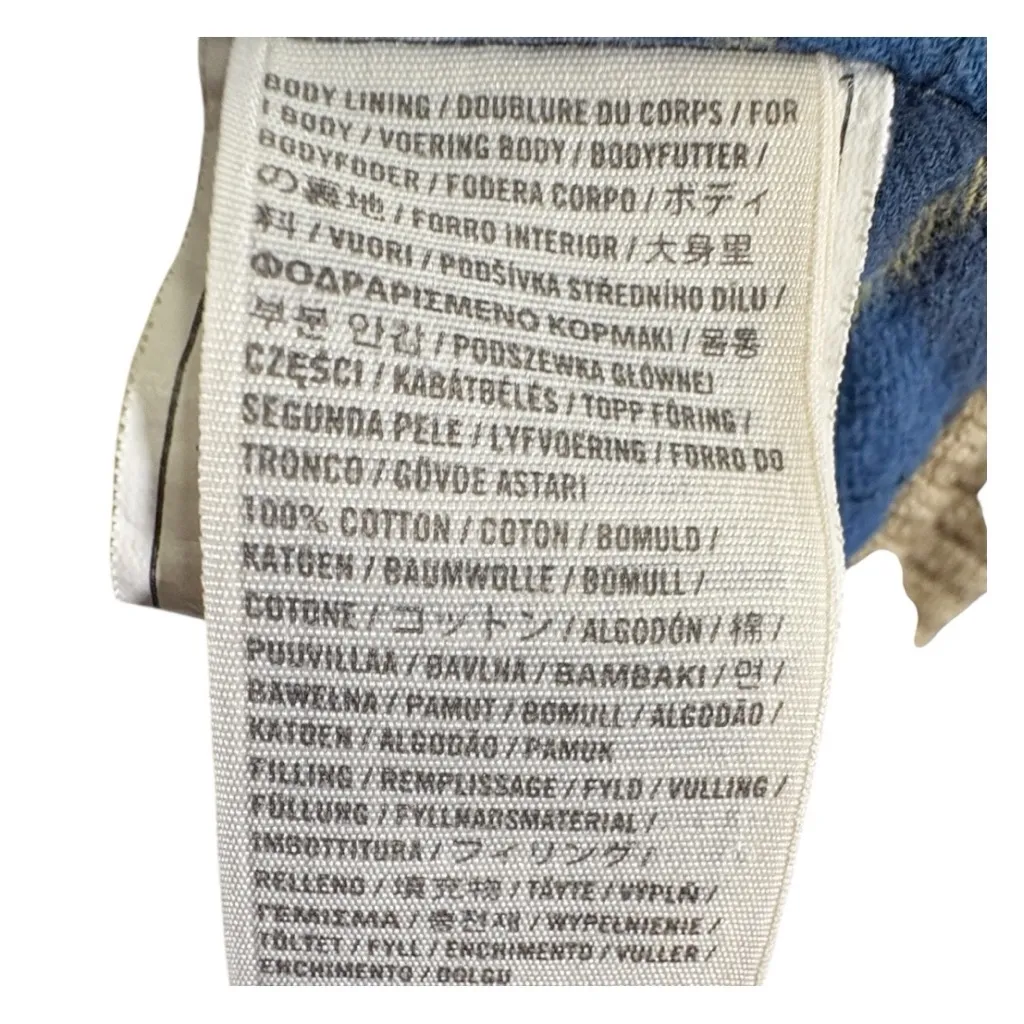 BODY LINING / DOUBLURE DU CORPS / FOR
I BODY / VOERING BODY / BODYFUTTER /
BODYFODER / FODERA CORPO / ボディ
の裏地 / FORRO INTERIOR / 大身里
料 / VUORI / PODŠÍVKA STŘEDNÍHO DÍLU /
ΦΟΔΡΑΡΙΣΜΕΝΟ ΚΟΡΜΑΚΙ / 몸통
부분 안감 / PODSZEWKA GŁÓWNEJ
CZĘŚCI / KABÁTBÉLÉS / TOPP FÔRING /
SEGUNDA PELE / LYFVOERING / FORRO DO
TRONCO / GÖVDE ASTARI
100% COTTON / COTON / BOMULD /
KATOEN / BAUMWOLLE / BOMULL /
COTONE / コットン / ALGODÓN / 棉 /
PUUVILLAA / BAVLNA / ΒΑΜΒΑΚΙ / 면 /
BAWEŁNA / PAMUT / BOMULL / ALGODÃO /
KATOEN / ALGODÃO / PAMUK
FILLING / REMPLISSAGE / FYLD / VULLING /
FÜLLUNG / FYLLNADSMATERIAL /
IMBOTTITURA / フィリング /
RELLENO / 填充物 / TÄYTE / VÝPLŇ /
ΓΕΜΙΣΜΑ / 충전재 / WYPEŁNIENIE /
TÖLTET / FYLL / ENCHIMENTO / VULLER /
ENCHIMENTO / DOLGU